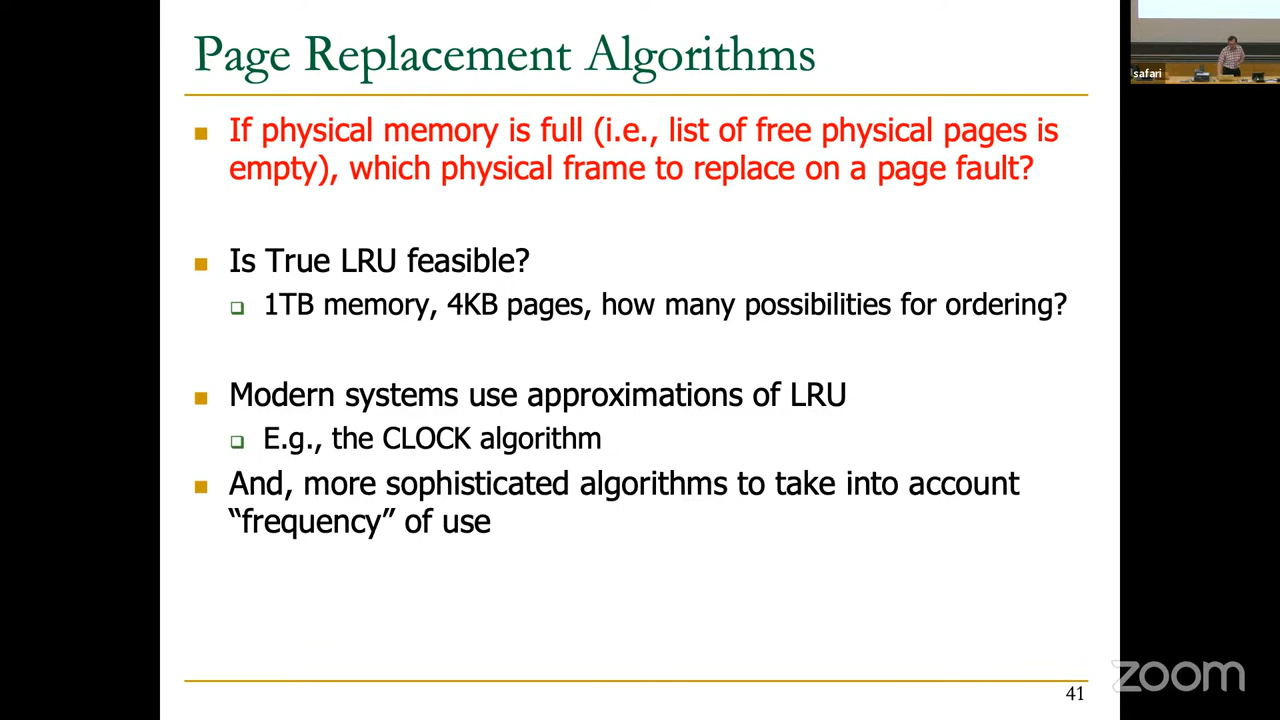 Page Replacement Algorithms
If physical memory is full (i.e., list of free physical pages is
empty), which physical frame to replace on a page fault?
Is True LRU feasible?
1TB memory, 4KB pages, how many possibilities for ordering?
Modern systems use approximations of LRU
E.g., the CLOCK algorithm
And, more sophisticated algorithms to take into account
“frequency” of use
41
safari
zoom